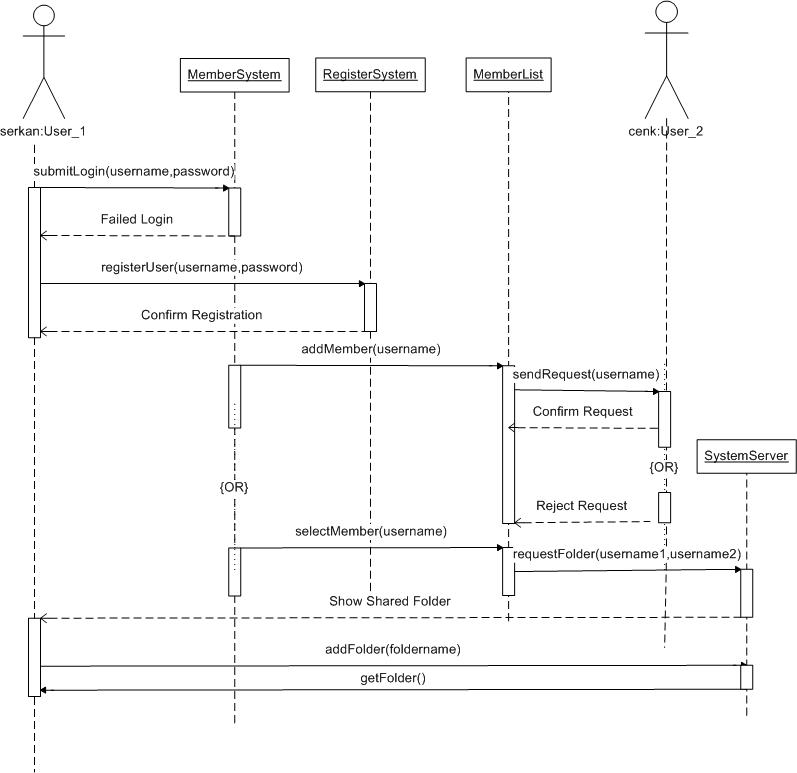 MemberSystem
RegisterSystem
MemberList
serkan:User_1
cenk:User_2
submitLogin(username,password)
Failed Login
registerUser(username,password)
Confirm Registration
addMember(username)
sendRequest(username)
Confirm Request
SystemServer
{OR}
{OR}
Reject Request
selectMember(username)
requestFolder(username1,username2)
Show Shared Folder
addFolder(foldername)
getFolder()